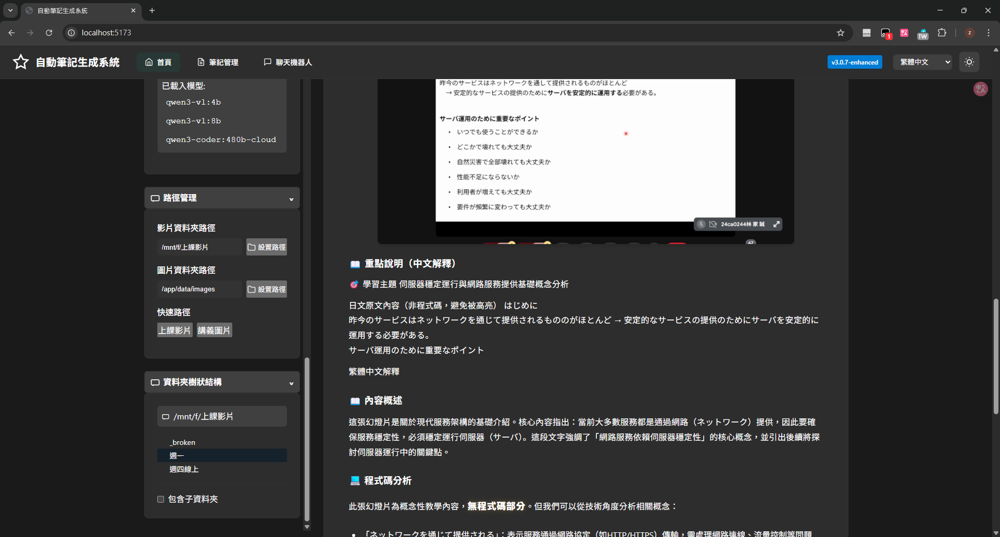 自動筆記生成系統
localhost:5173
1
TW
z
自動筆記生成系統
首頁
筆記管理
聊天機器人
v3.0.7-enhanced
繁體中文
已載入模型:
qwen3-vl:4b
qwen3-vl:8b
qwen3-coder:480b-cloud
路徑管理
影片資料夾路徑
/mnt/f/上課影片
設置路徑
圖片資料夾路徑
/app/data/images
設置路徑
快速路徑
上課影片
講義圖片
資料夾樹狀結構
/mnt/f/上課影片
_broken
週一
週四線上
包含子資料夾
昨今のサービスはネットワークを通して提供されるものがほとんど
→ 安定的なサービスの提供のためにサーバを安定的に運用する必要がある。
サーバ運用のために重要なポイント
• いつでも使うことができるか
• どこかで壊れても大丈夫か
• 自然災害で全部壊れても大丈夫か
• 性能不足にならないか
• 利用者が増えても大丈夫か
• 要件が頻繁に変わっても大丈夫か
24ca0244林 家 誠
📖 重點說明（中文解釋）
🎯 學習主題 伺服器穩定運行與網路服務提供基礎概念分析
日文原文內容（非程式碼，避免被高亮） はじめに
昨今のサービスはネットワークを通じて提供されるもののがほとんど → 安定的なサービスの提供のためにサーバを安定的に
運用する必要がある。
サーバ運用のために重要なポイント
繁體中文解釋
📖 內容概述
這張幻燈片是關於現代服務架構的基礎介紹。核心內容指出：當前大多數服務都是通過網路（ネットワーク）提供，因此要確
保服務穩定性，必須穩定運行伺服器（サーバ）。這段文字強調了「網路服務依賴伺服器穩定性」的核心概念，並引出後續將探
討伺服器運行中的關鍵點。
💻 程式碼分析
此張幻燈片為概念性教學內容，無程式碼部分。但我們可以從技術角度分析相關概念：
• 「ネットワークを通じて提供される」：表示服務通過網路協定（如HTTP/HTTPS）傳輸，需處理網路連線、流量控制等問題